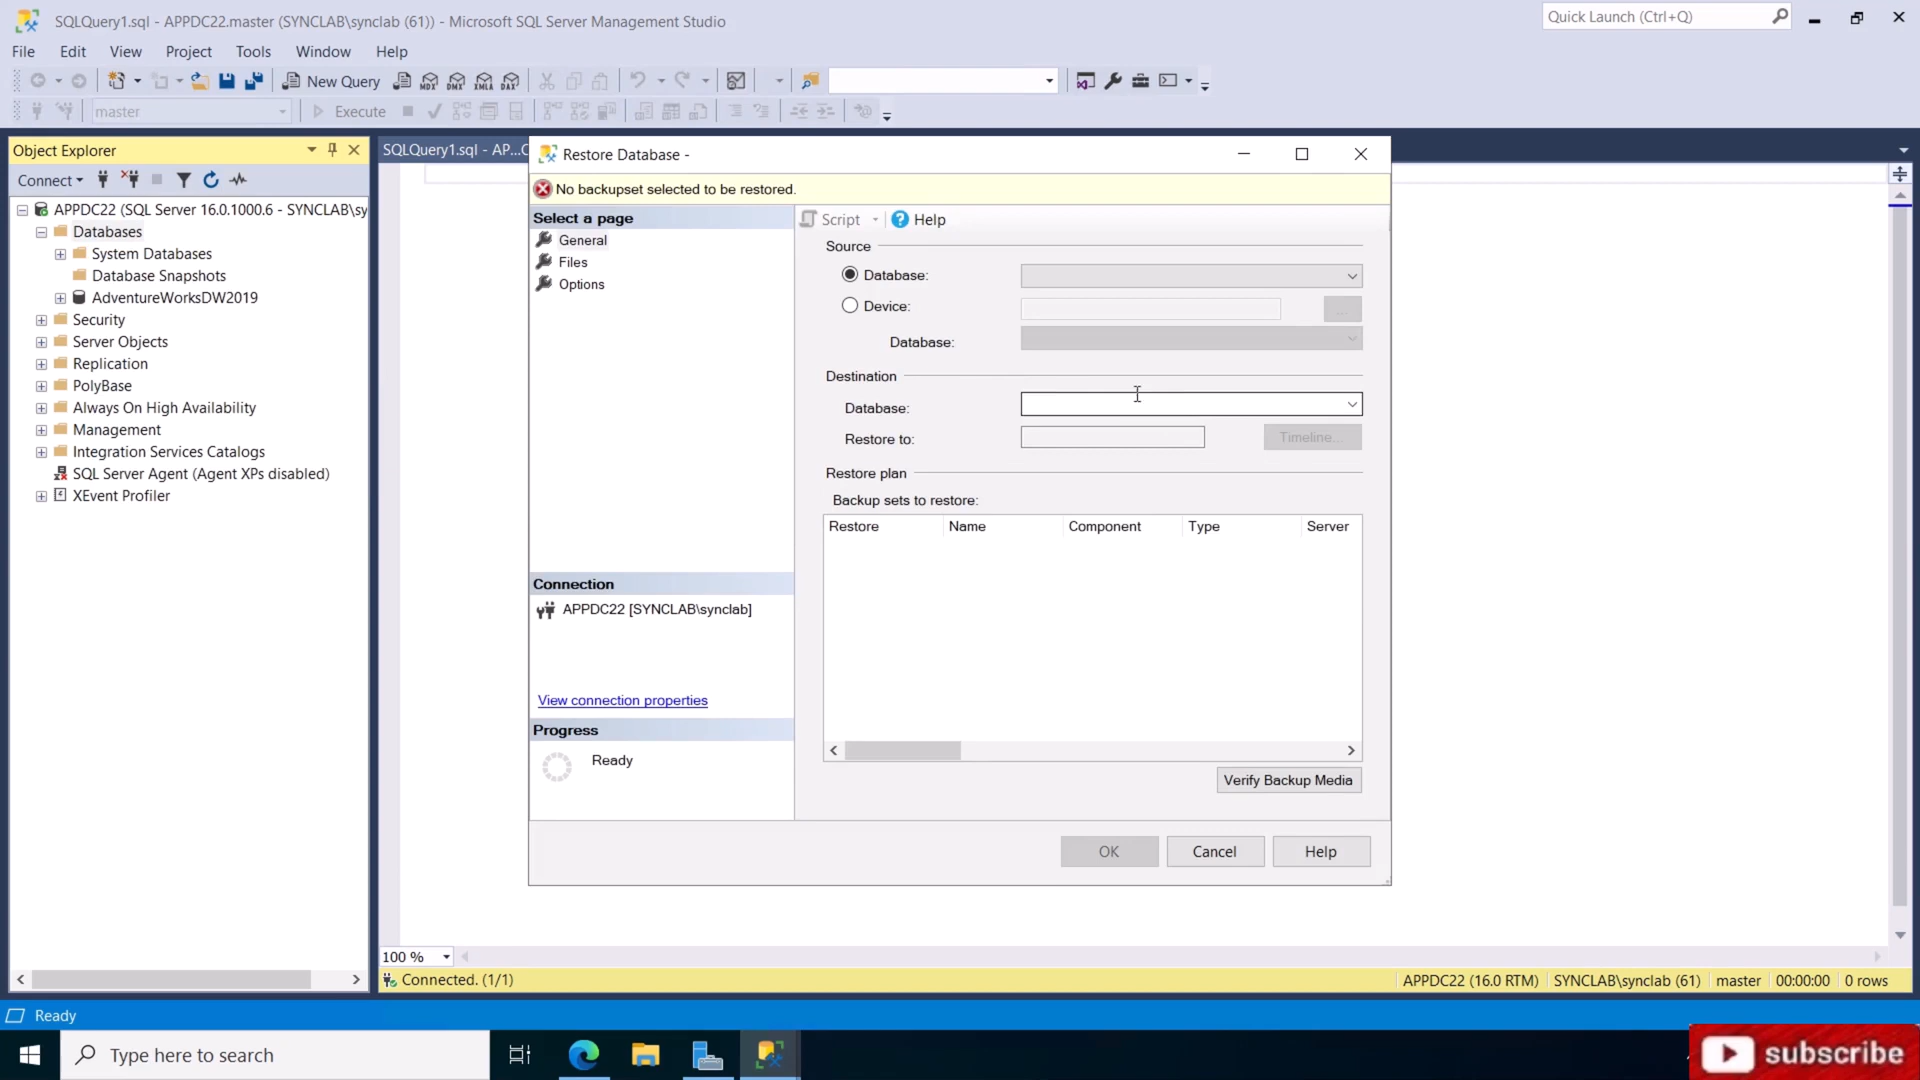 SQLQuery1.sql - APPDC22.master (SYNCLAB\synclab (61)) - Microsoft SQL Server Management Studio
Quick Launch (Ctrl+Q)
File Edit View Project Tools Window Help
New Query MDX DMX XMLA DAX
master Execute
Object Explorer
SQLQuery1.sql - AP...C
Connect
APPDC22 (SQL Server 16.0.1000.6 - SYNCLAB\sy
Databases
System Databases
Database Snapshots
AdventureWorksDW2019
Security
Server Objects
Replication
PolyBase
Always On High Availability
Management
Integration Services Catalogs
SQL Server Agent (Agent XPs disabled)
XEvent Profiler
Restore Database -
No backupset selected to be restored.
Select a page
General
Files
Options
Connection
APPDC22 [SYNCLAB\synclab]
View connection properties
Progress
Ready
Script Help
Source
Database:
Device:
...
Database:
Destination
Database:
Restore to:
Timeline...
Restore plan
Backup sets to restore:
Restore Name Component Type Server
Verify Backup Media
OK Cancel Help
100 %
Connected. (1/1)
APPDC22 (16.0 RTM) SYNCLAB\synclab (61) master 00:00:00 0 rows
Ready
Type here to search
subscribe